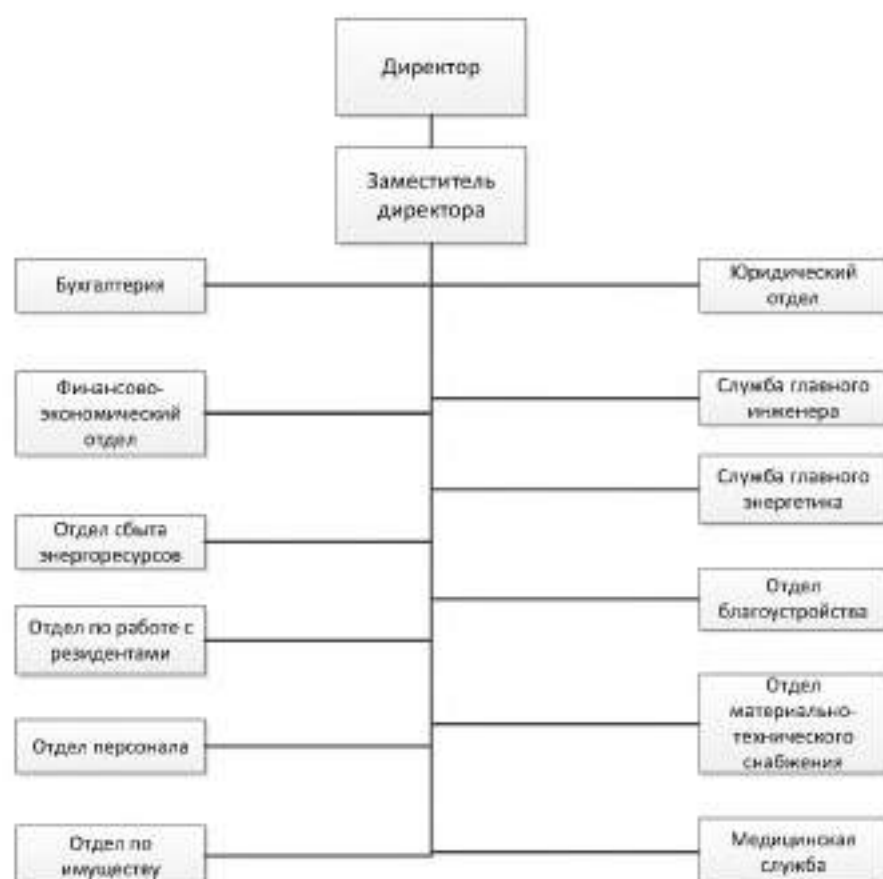 Директор
Заместитель
директора
Бухгалтерия
Юридический
отдел
Финансово-
экономический
отдел
Служба главного
инженера
Служба главного
энергетика
Отдел сбыта
энергоресурсов
Отдел
благоустройства
Отдел по работе с
резидентами
Отдел
материально-
технического
снабжения
Отдел персонала
Отдел по
имуществу
Медицинская
служба